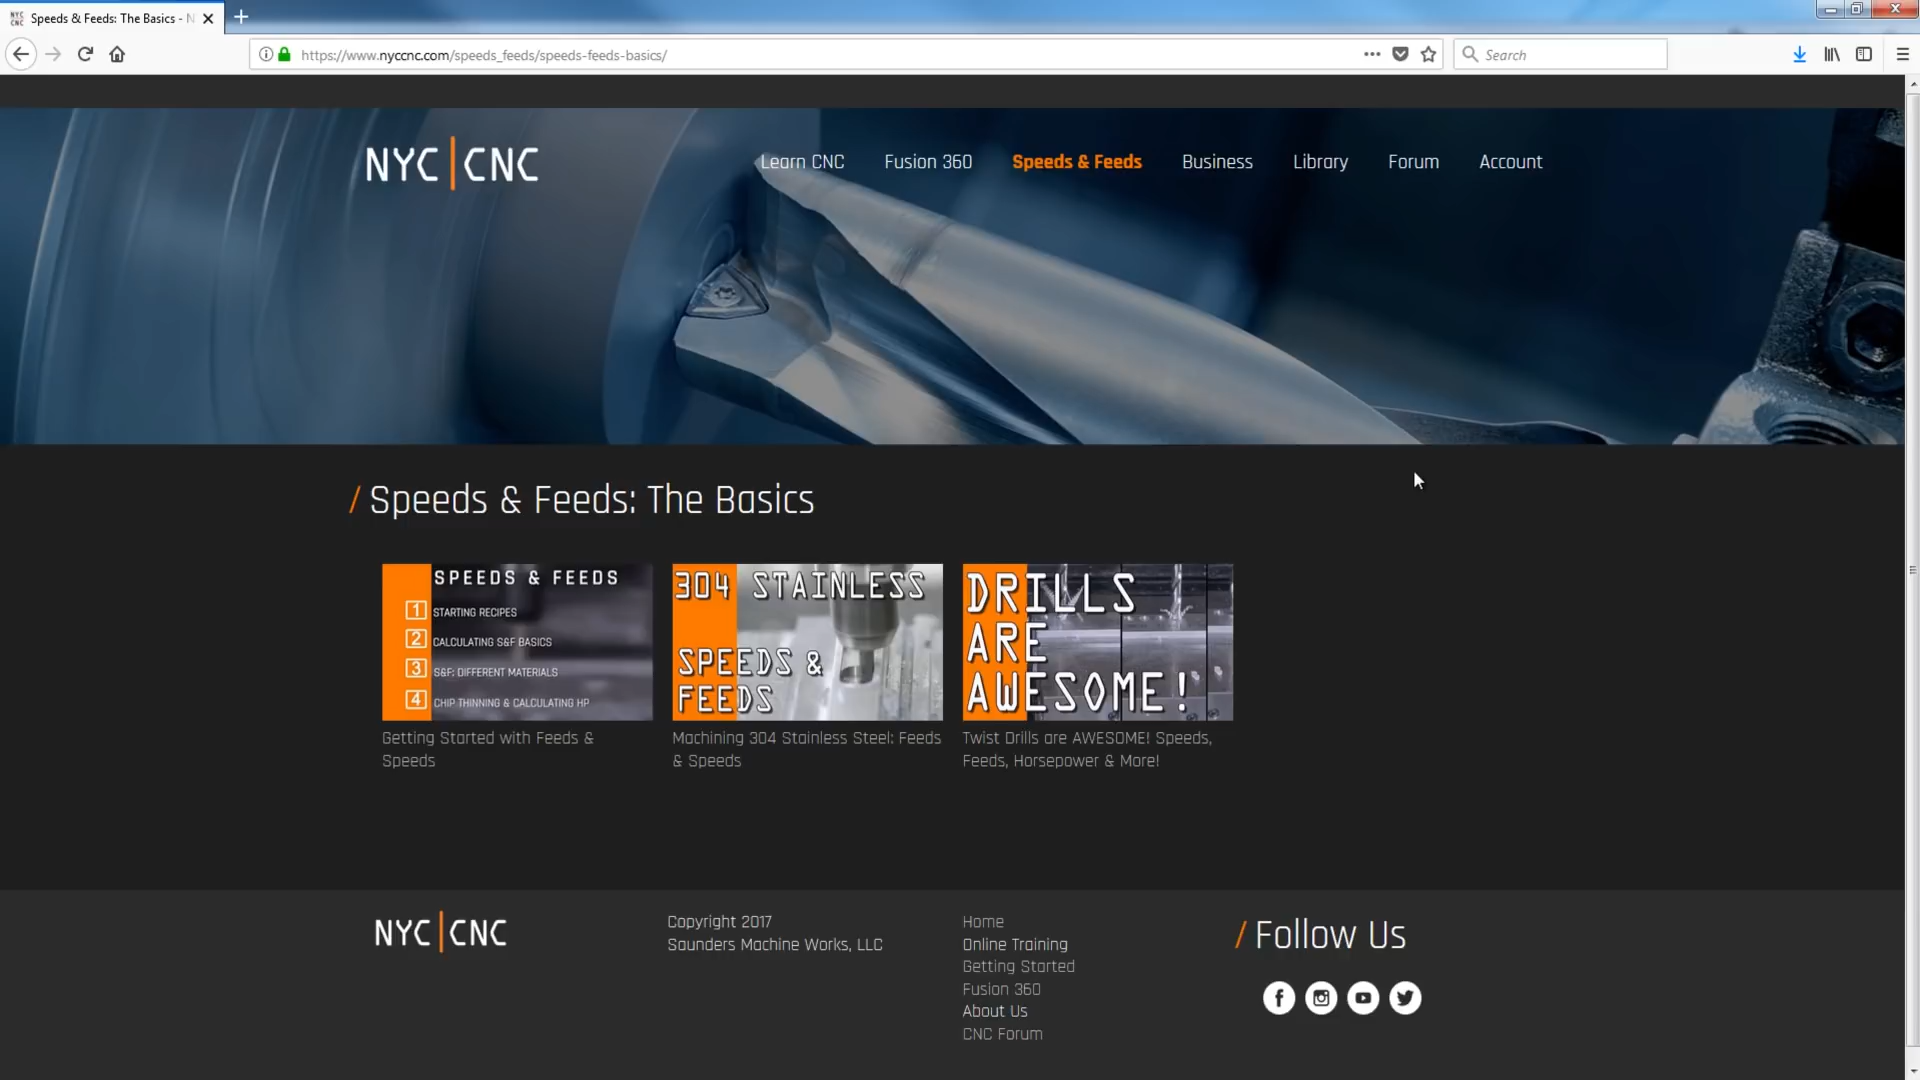 Speeds & Feeds: The Basics - N
https://www.nyccnc.com/speeds_feeds/speeds-feeds-basics/
Search
NYC|CNC
Learn CNC
Fusion 360
Speeds & Feeds
Business
Library
Forum
Account
/ Speeds & Feeds: The Basics
SPEEDS & FEEDS
1 STARTING RECIPES
2 CALCULATING S&F BASICS
3 S&F: DIFFERENT MATERIALS
4 CHIP THINNING & CALCULATING HP
Getting Started with Feeds &
Speeds
304 STAINLESS
SPEEDS &
FEEDS
Machining 304 Stainless Steel: Feeds
& Speeds
DRILLS
ARE
AWESOME!
Twist Drills are AWESOME! Speeds,
Feeds, Horsepower & More!
NYC|CNC
Copyright 2017
Saunders Machine Works, LLC
Home
Online Training
Getting Started
Fusion 360
About Us
CNC Forum
/ Follow Us